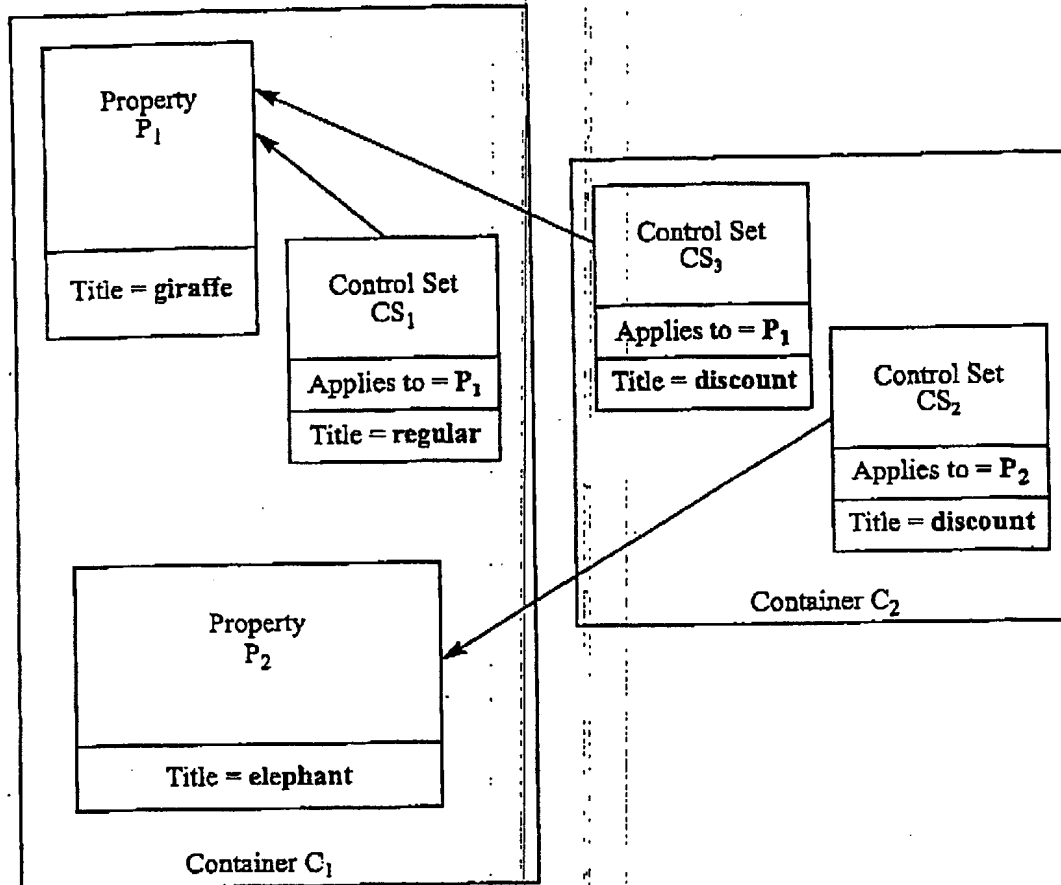 Property
P₁
Title = giraffe
Control Set
CS₁
Applies to = P₁
Title = regular
Property
P₂
Title = elephant
Container C₁
Control Set
CS₃
Applies to = P₁
Title = discount
Control Set
CS₂
Applies to = P₂
Title = discount
Container C₂